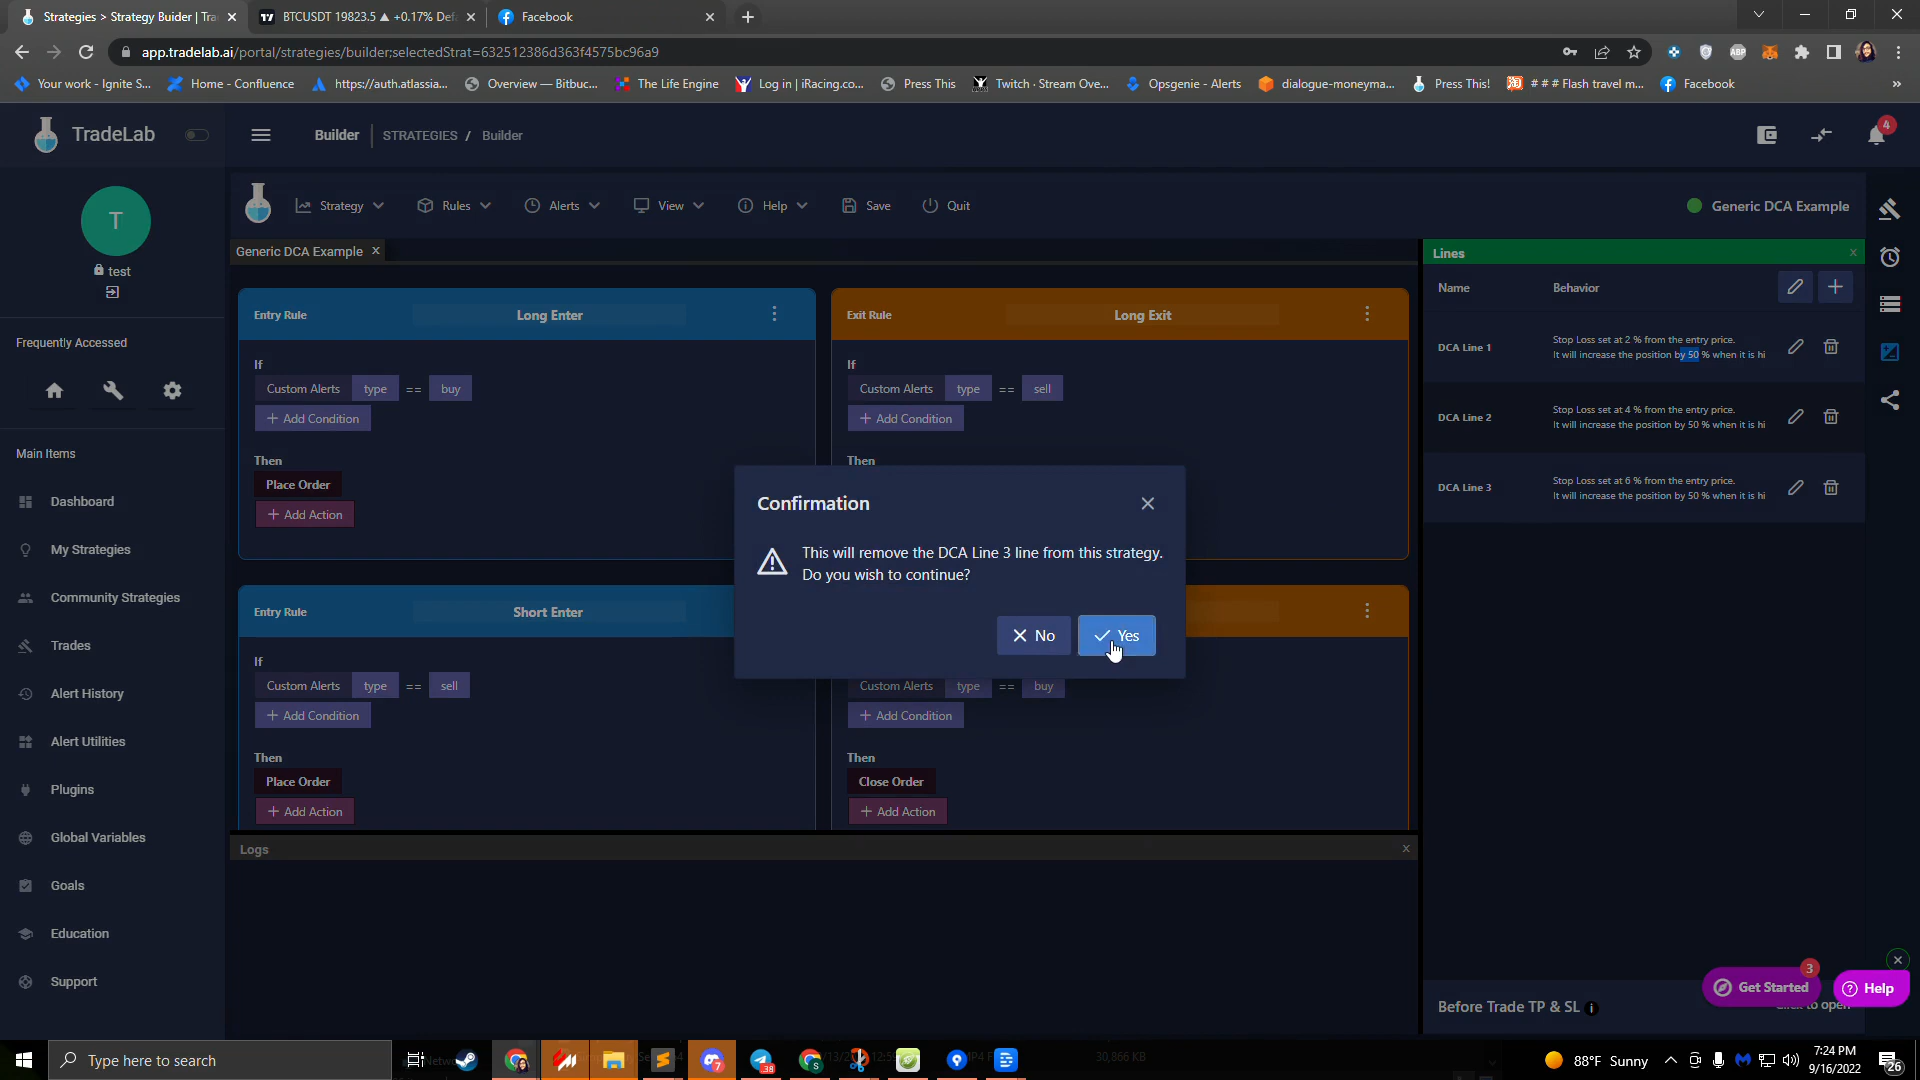 Strategies > Strategy Buider | Tra
BTCUSDT 19823.5 ▲ +0.17% Def
Facebook
app.tradelab.ai/portal/strategies/builder;selectedStrat=632512386d363f4575bc96a9
Your work - Ignite S...
Home - Confluence
https://auth.atlassia...
Overview — Bitbuc...
The Life Engine
Log in | iRacing.co...
Press This
Twitch - Stream Ove...
Opsgenie - Alerts
dialogue-moneyma...
Press This!
# # # Flash travel m...
Facebook
»
TradeLab
Builder
STRATEGIES / Builder
4
T
test
Frequently Accessed
Main Items
Dashboard
My Strategies
Community Strategies
Trades
Alert History
Alert Utilities
Plugins
Global Variables
Goals
Education
Support
Strategy
Rules
Alerts
View
Help
Save
Quit
Generic DCA Example
Generic DCA Example
Entry Rule
Long Enter
If
Custom Alerts type == buy
+ Add Condition
Then
Place Order
+ Add Action
Exit Rule
Long Exit
If
Custom Alerts type == sell
+ Add Condition
Then
Entry Rule
Short Enter
If
Custom Alerts type == sell
+ Add Condition
Then
Place Order
+ Add Action
Custom Alerts type == buy
+ Add Condition
Then
Close Order
+ Add Action
Confirmation
This will remove the DCA Line 3 line from this strategy.
Do you wish to continue?
No
Yes
Logs
Lines
Name
Behavior
DCA Line 1
Stop Loss set at 2 % from the entry price.
It will increase the position by 50 % when it is hi
DCA Line 2
Stop Loss set at 4 % from the entry price.
It will increase the position by 50 % when it is hi
DCA Line 3
Stop Loss set at 6 % from the entry price.
It will increase the position by 50 % when it is hi
Before Trade TP & SL
Click to open
Get Started
3
Help
Type here to search
7
38
30,866 KB
88°F Sunny
7:24 PM
9/16/2022
26